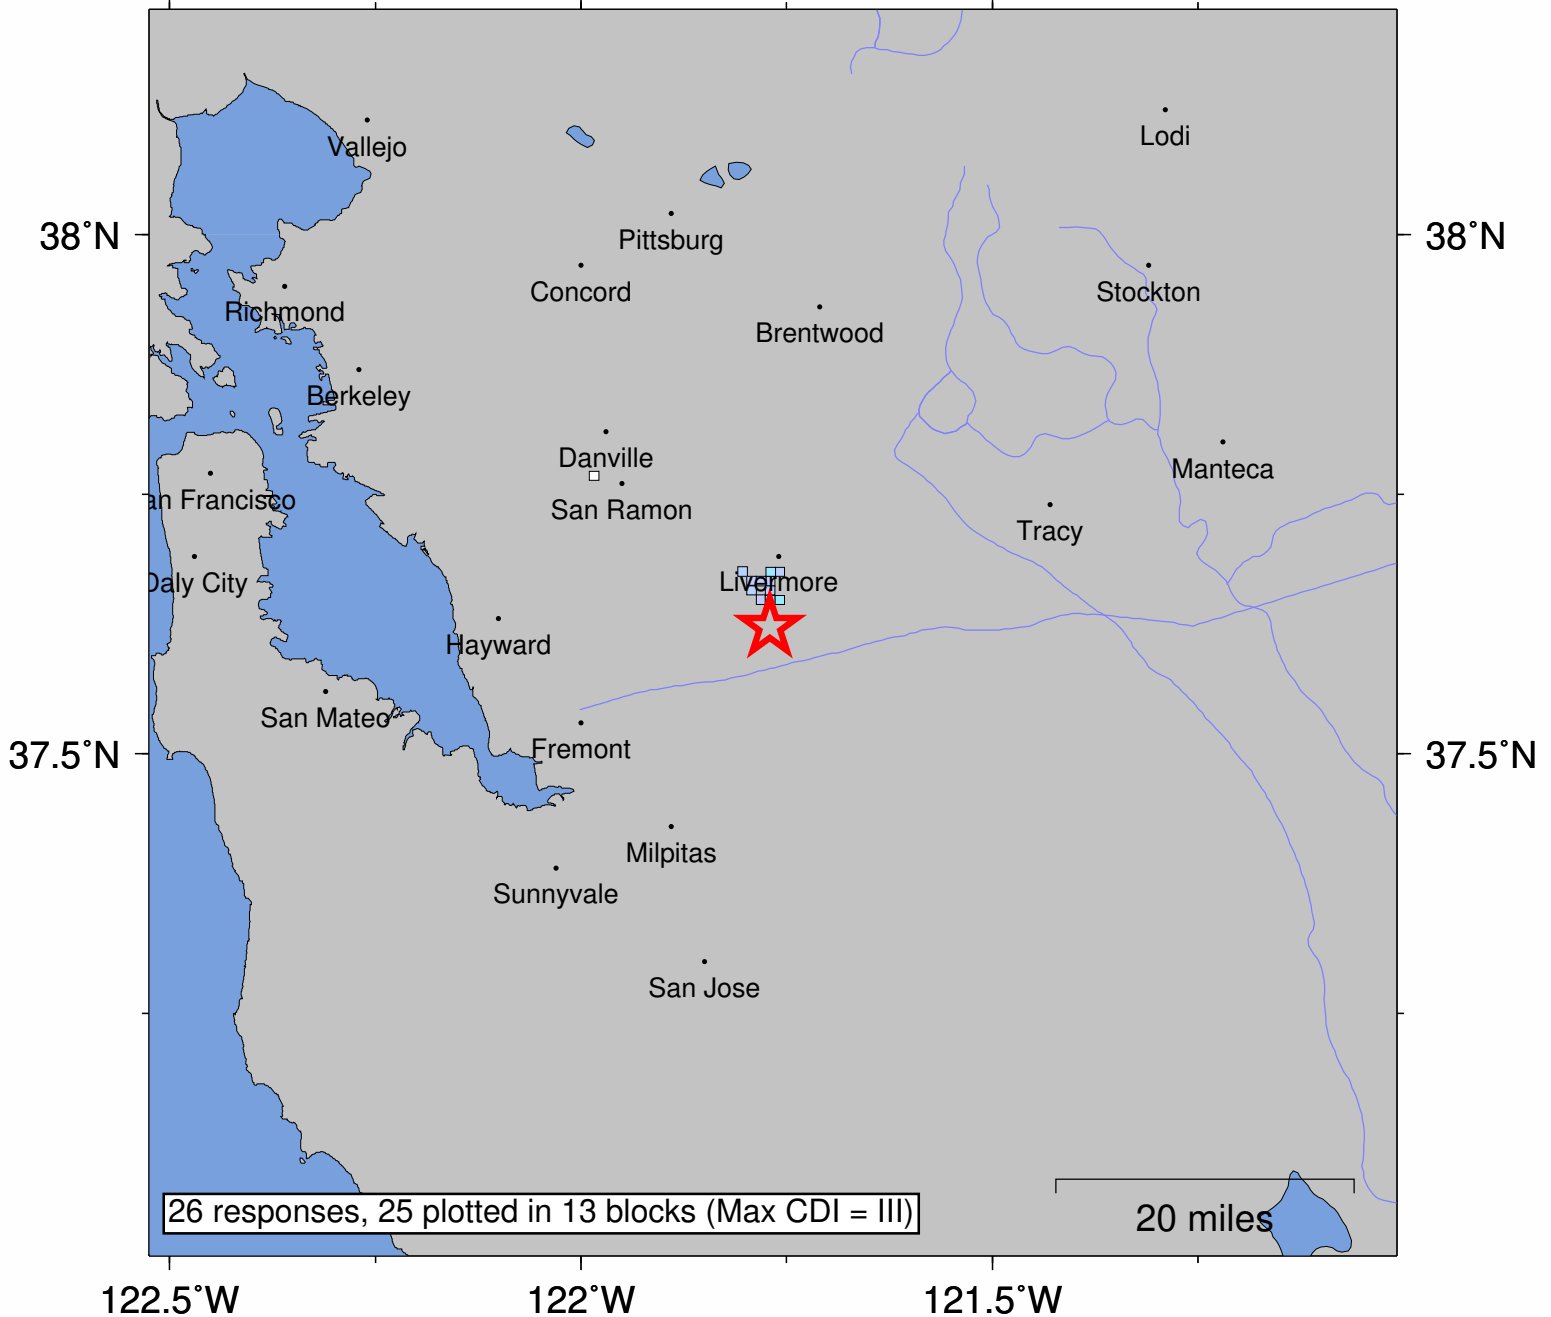 Vallejo
Lodi
38˚N
38˚N
Pittsburg
Concord
Stockton
Richmond
Brentwood
Berkeley
Danville
Manteca
an Francisco
San Ramon
Tracy
Daly City
Livermore
Hayward
San Mateo
Fremont
37.5˚N
37.5˚N
Milpitas
Sunnyvale
San Jose
26 responses, 25 plotted in 13 blocks (Max CDI = III)
20 miles
122.5˚W
122˚W
121.5˚W